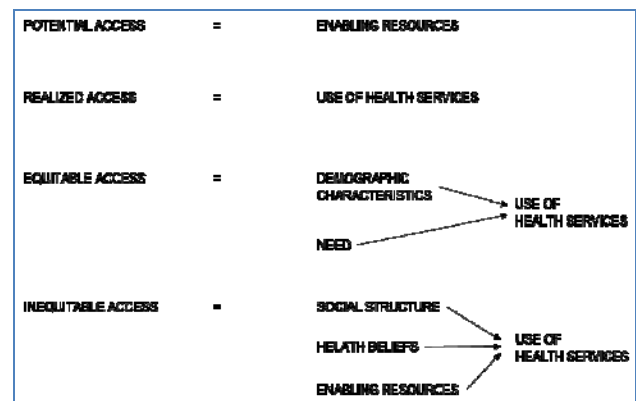 POTENTIAL ACCESS = ENABLING RESOURCES
REALIZED ACCESS = USE OF HEALTH SERVICES
EQUITABLE ACCESS = DEMOGRAPHIC
CHARACTERISTICS
USE OF
HEALTH SERVICES
NEED
INEQUITABLE ACCESS = SOCIAL STRUCTURE
HELATH BELIEFS
USE OF
HEALTH SERVICES
ENABLING RESOURCES